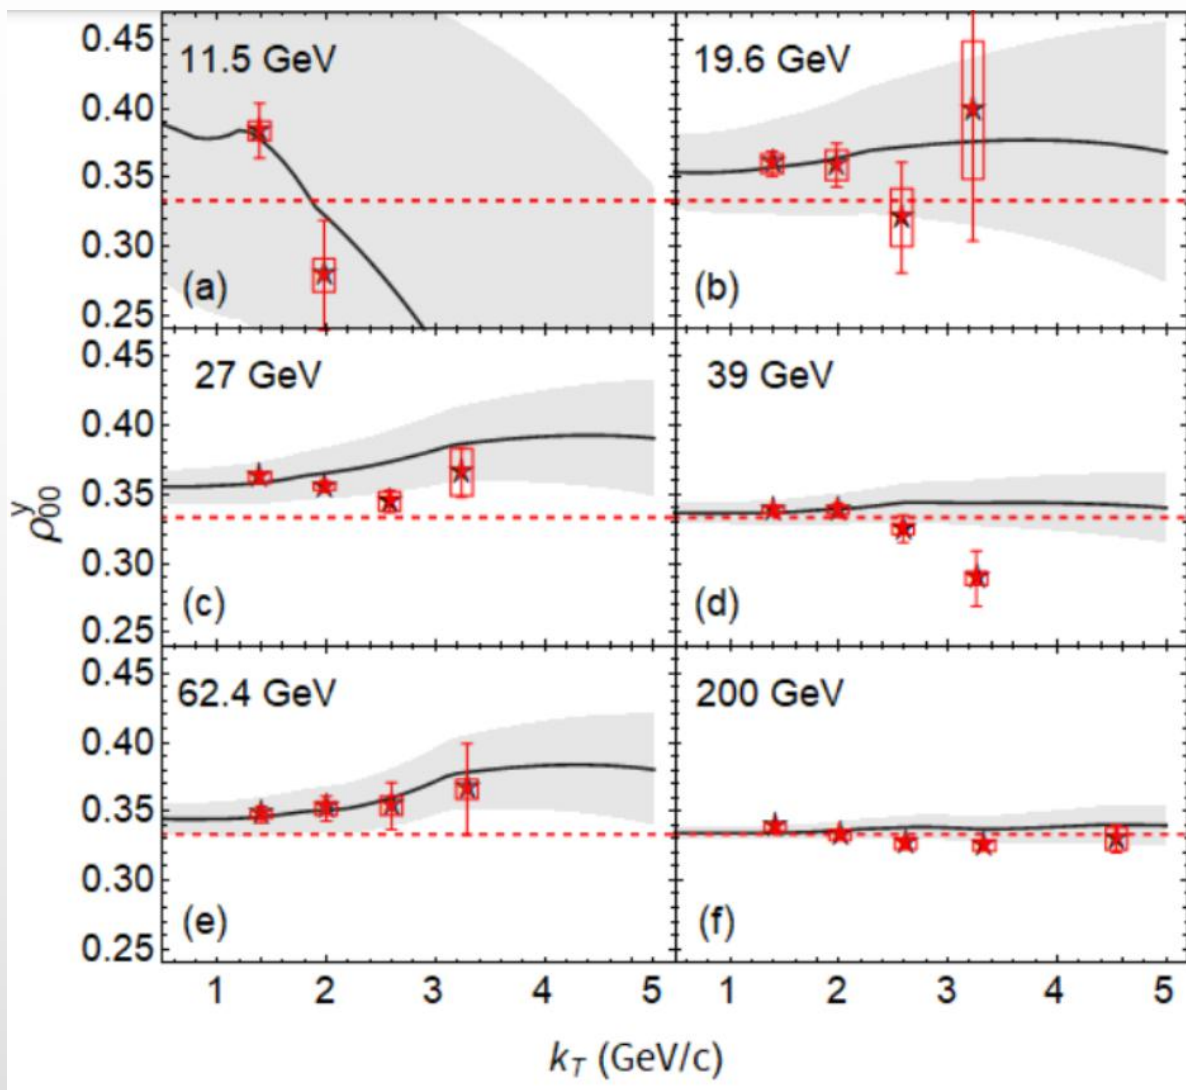 0.45
0.40
0.35
0.30
0.25
11.5 GeV
(a)
19.6 GeV
(b)
0.45
0.40
0.35
0.30
0.25
27 GeV
(c)
39 GeV
(d)
ρ^y_00
0.45
0.40
0.35
0.30
0.25
62.4 GeV
(e)
200 GeV
(f)
1 2 3 4 5 1 2 3 4 5
k_T (GeV/c)